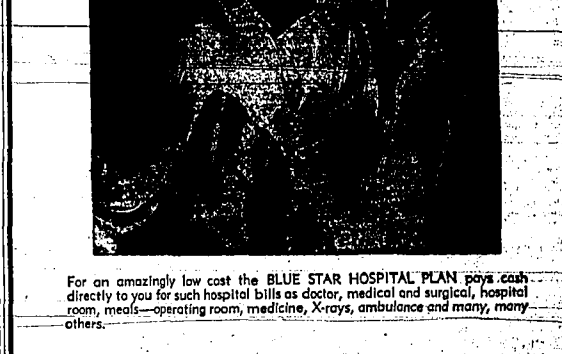 For an amazingly low cost the BLUE STAR HOSPITAL PLAN pays cash
directly to you for such hospital bills as doctor, medical and surgical, hospital
room, meals—operating room, medicine, X-rays, ambulance and many, many
others.